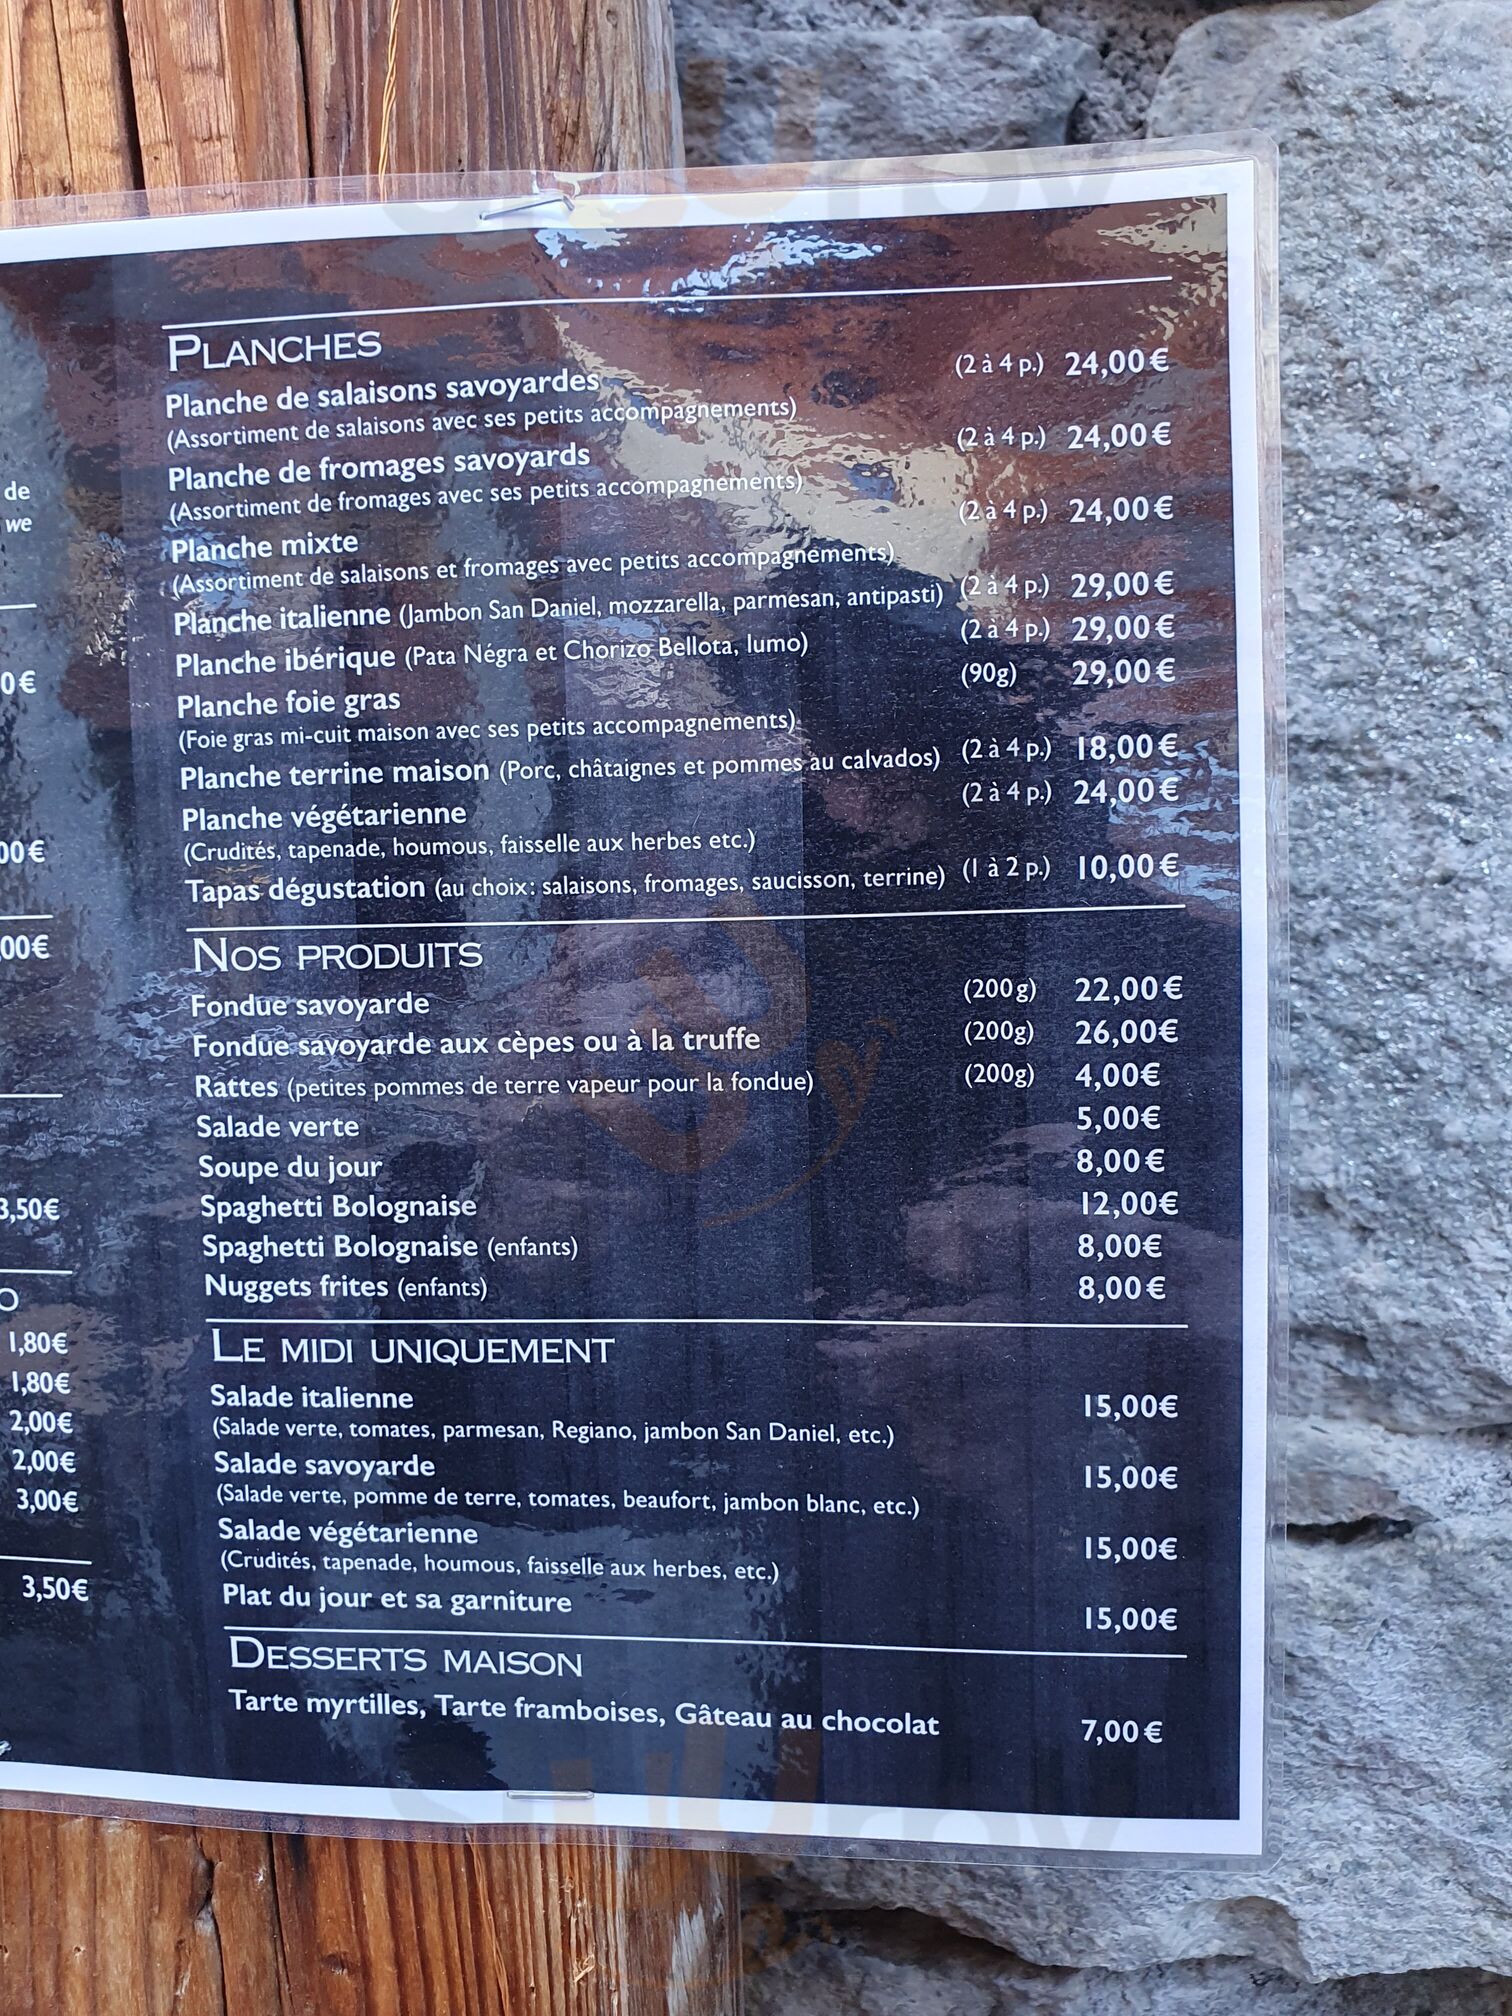 de
we
0€
00€
00€
3,50€
O
1,80€
1,80€
2,00€
2,00€
3,00€
3,50€
PLANCHES
Planche de salaisons savoyardes (2 à 4 p.) 24,00€
(Assortiment de salaisons avec ses petits accompagnements)
Planche de fromages savoyards (2 à 4 p.) 24,00€
(Assortiment de fromages avec ses petits accompagnements)
Planche mixte (2 à 4 p.) 24,00€
(Assortiment de salaisons et fromages avec petits accompagnements)
Planche italienne (Jambon San Daniel, mozzarella, parmesan, antipasti) (2 à 4 p.) 29,00€
Planche ibérique (Pata Négra et Chorizo Bellota, lumo) (2 à 4 p.) 29,00€
Planche foie gras (90g) 29,00€
(Foie gras mi-cuit maison avec ses petits accompagnements)
Planche terrine maison (Porc, châtaignes et pommes au calvados) (2 à 4 p.) 18,00€
Planche végétarienne (2 à 4 p.) 24,00€
(Crudités, tapenade, houmous, faisselle aux herbes etc.)
Tapas dégustation (au choix: salaisons, fromages, saucisson, terrine) (1 à 2 p.) 10,00€
NOS PRODUITS
Fondue savoyarde (200g) 22,00€
Fondue savoyarde aux cèpes ou à la truffe (200g) 26,00€
Rattes (petites pommes de terre vapeur pour la fondue) (200g) 4,00€
Salade verte 5,00€
Soupe du jour 8,00€
Spaghetti Bolognaise 12,00€
Spaghetti Bolognaise (enfants) 8,00€
Nuggets frites (enfants) 8,00€
LE MIDI UNIQUEMENT
Salade italienne 15,00€
(Salade verte, tomates, parmesan, Regiano, jambon San Daniel, etc.)
Salade savoyarde 15,00€
(Salade verte, pomme de terre, tomates, beaufort, jambon blanc, etc.)
Salade végétarienne 15,00€
(Crudités, tapenade, houmous, faisselle aux herbes, etc.)
Plat du jour et sa garniture 15,00€
DESSERTS MAISON
Tarte myrtilles, Tarte framboises, Gâteau au chocolat 7,00€